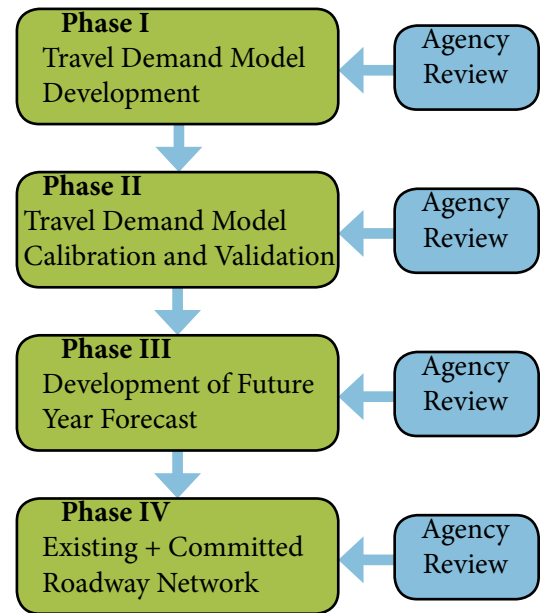 Phase I
Travel Demand Model
Development
Agency
Review
Phase II
Travel Demand Model
Calibration and Validation
Agency
Review
Phase III
Development of Future
Year Forecast
Agency
Review
Phase IV
Existing + Committed
Roadway Network
Agency
Review